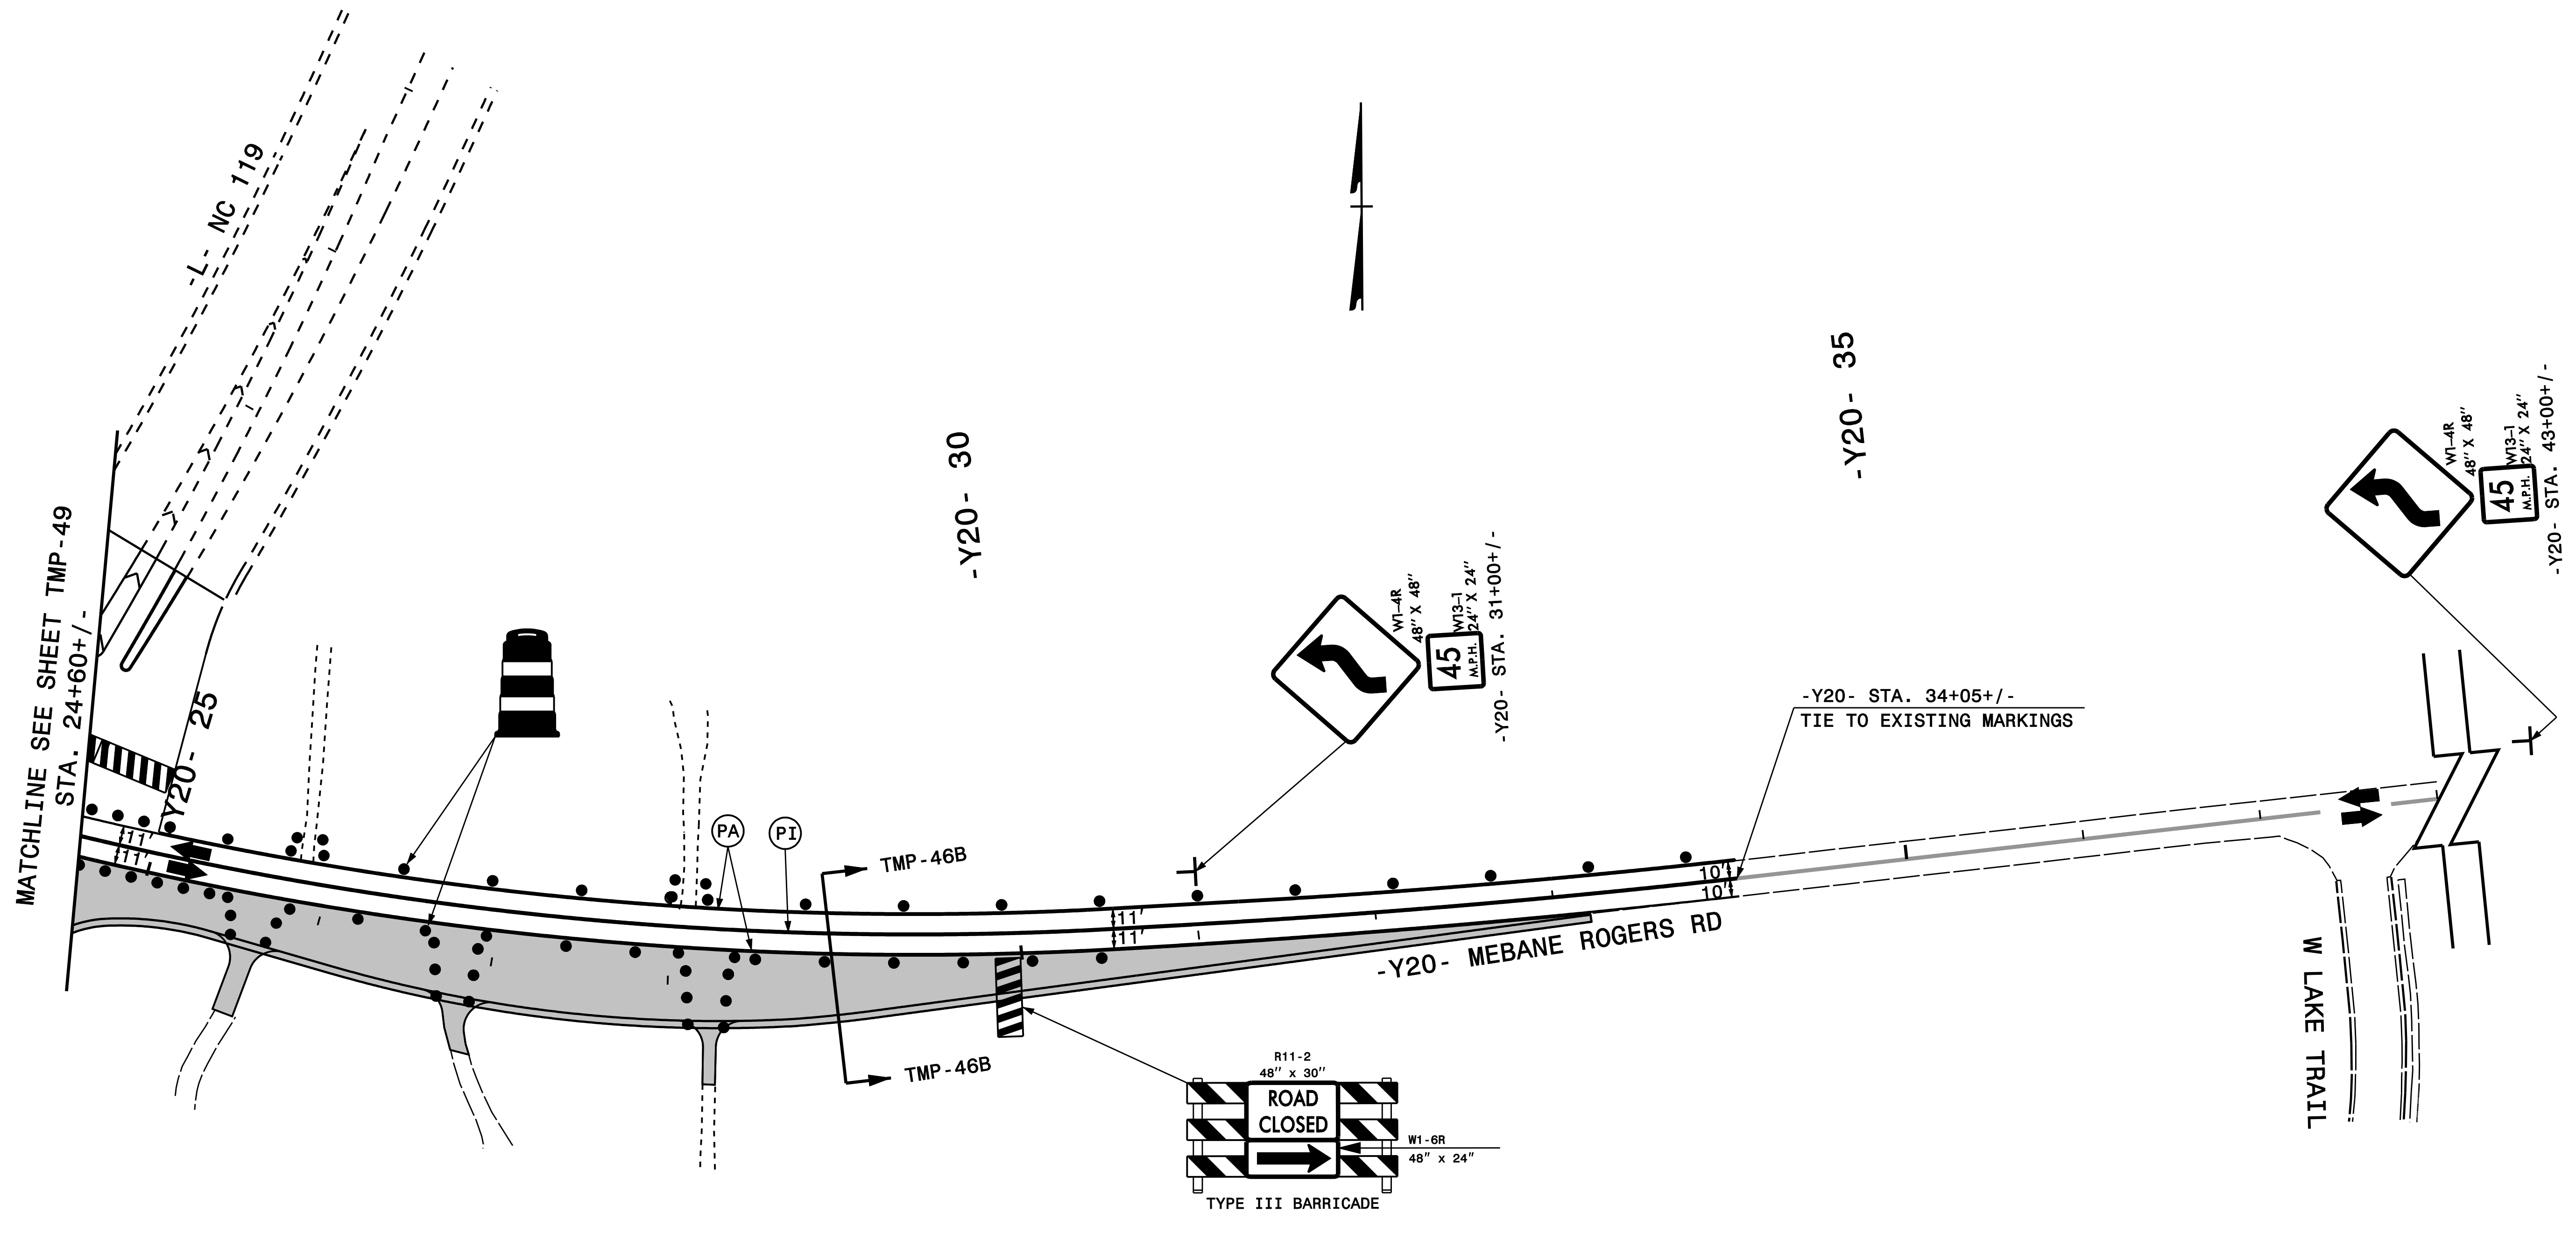 -L- NC 119
MATCHLINE SEE SHEET TMP-49
STA. 24+60+/-
-Y20- 25
-Y20- 30
-Y20- 35
11'
11'
PA
PI
TMP-46B
TMP-46B
W1-4R
48" X 48"
45
M.P.H.
W13-1
24" X 24"
-Y20- STA. 31+00+/-
W1-4R
48" X 48"
45
M.P.H.
W13-1
24" X 24"
-Y20- STA. 43+00+/-
-Y20- STA. 34+05+/-
TIE TO EXISTING MARKINGS
11'
11'
10'
10'
-Y20- MEBANE ROGERS RD
W LAKE TRAIL
R11-2
48" x 30"
ROAD
CLOSED
W1-6R
48" x 24"
TYPE III BARRICADE